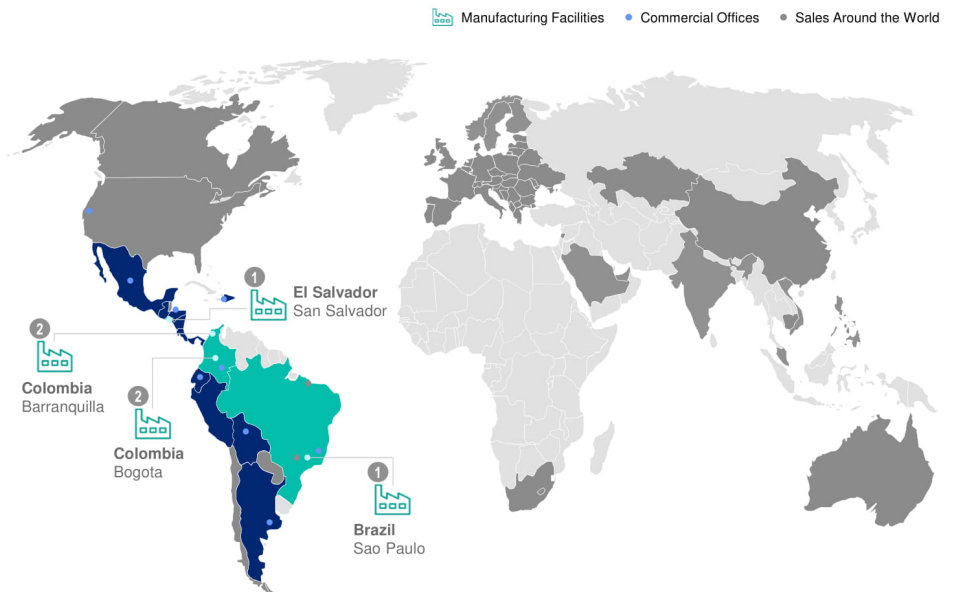 Manufacturing Facilities
Commercial Offices
Sales Around the World
1
El Salvador
San Salvador
2
Colombia
Barranquilla
2
Colombia
Bogota
1
Brazil
Sao Paulo